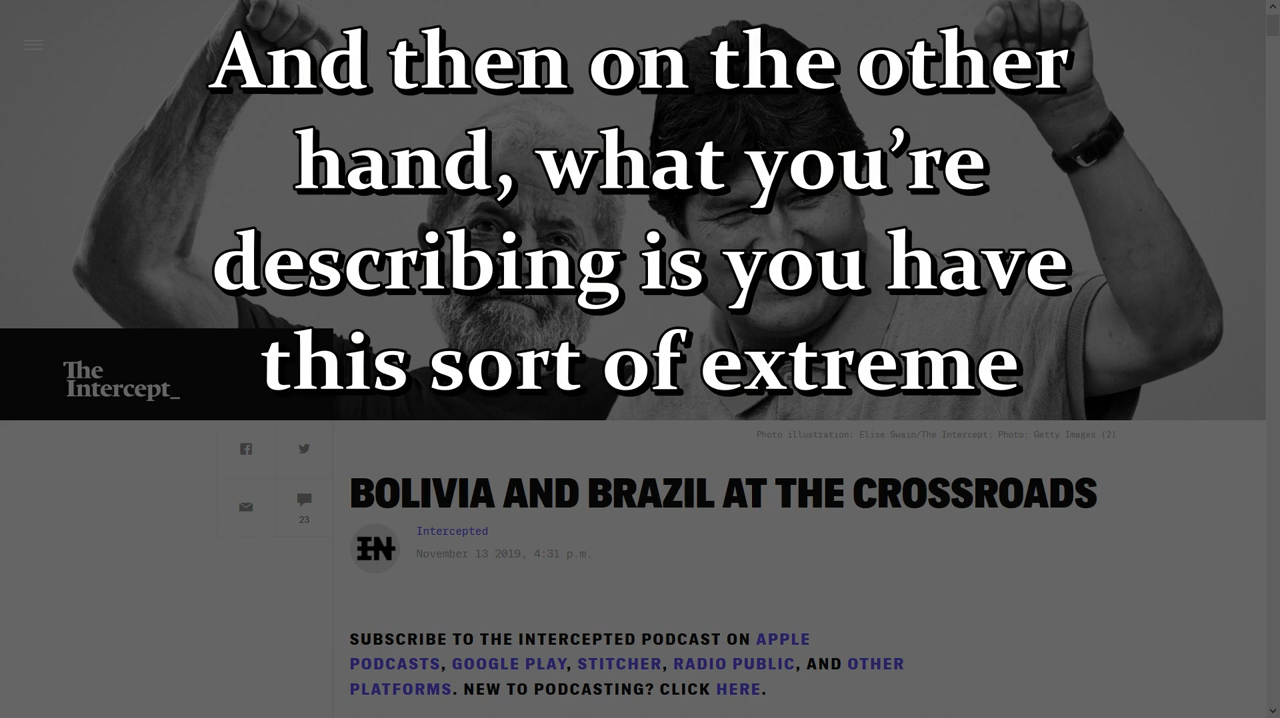 And then on the other
hand, what you’re
describing is you have
this sort of extreme
The
Intercept_
Photo illustration: Elise Swain/The Intercept; Photo: Getty Images (2)
23
BOLIVIA AND BRAZIL AT THE CROSSROADS
IN
Intercepted
November 13 2019, 4:31 p.m.
SUBSCRIBE TO THE INTERCEPTED PODCAST ON APPLE
PODCASTS, GOOGLE PLAY, STITCHER, RADIO PUBLIC, AND OTHER
PLATFORMS. NEW TO PODCASTING? CLICK HERE.